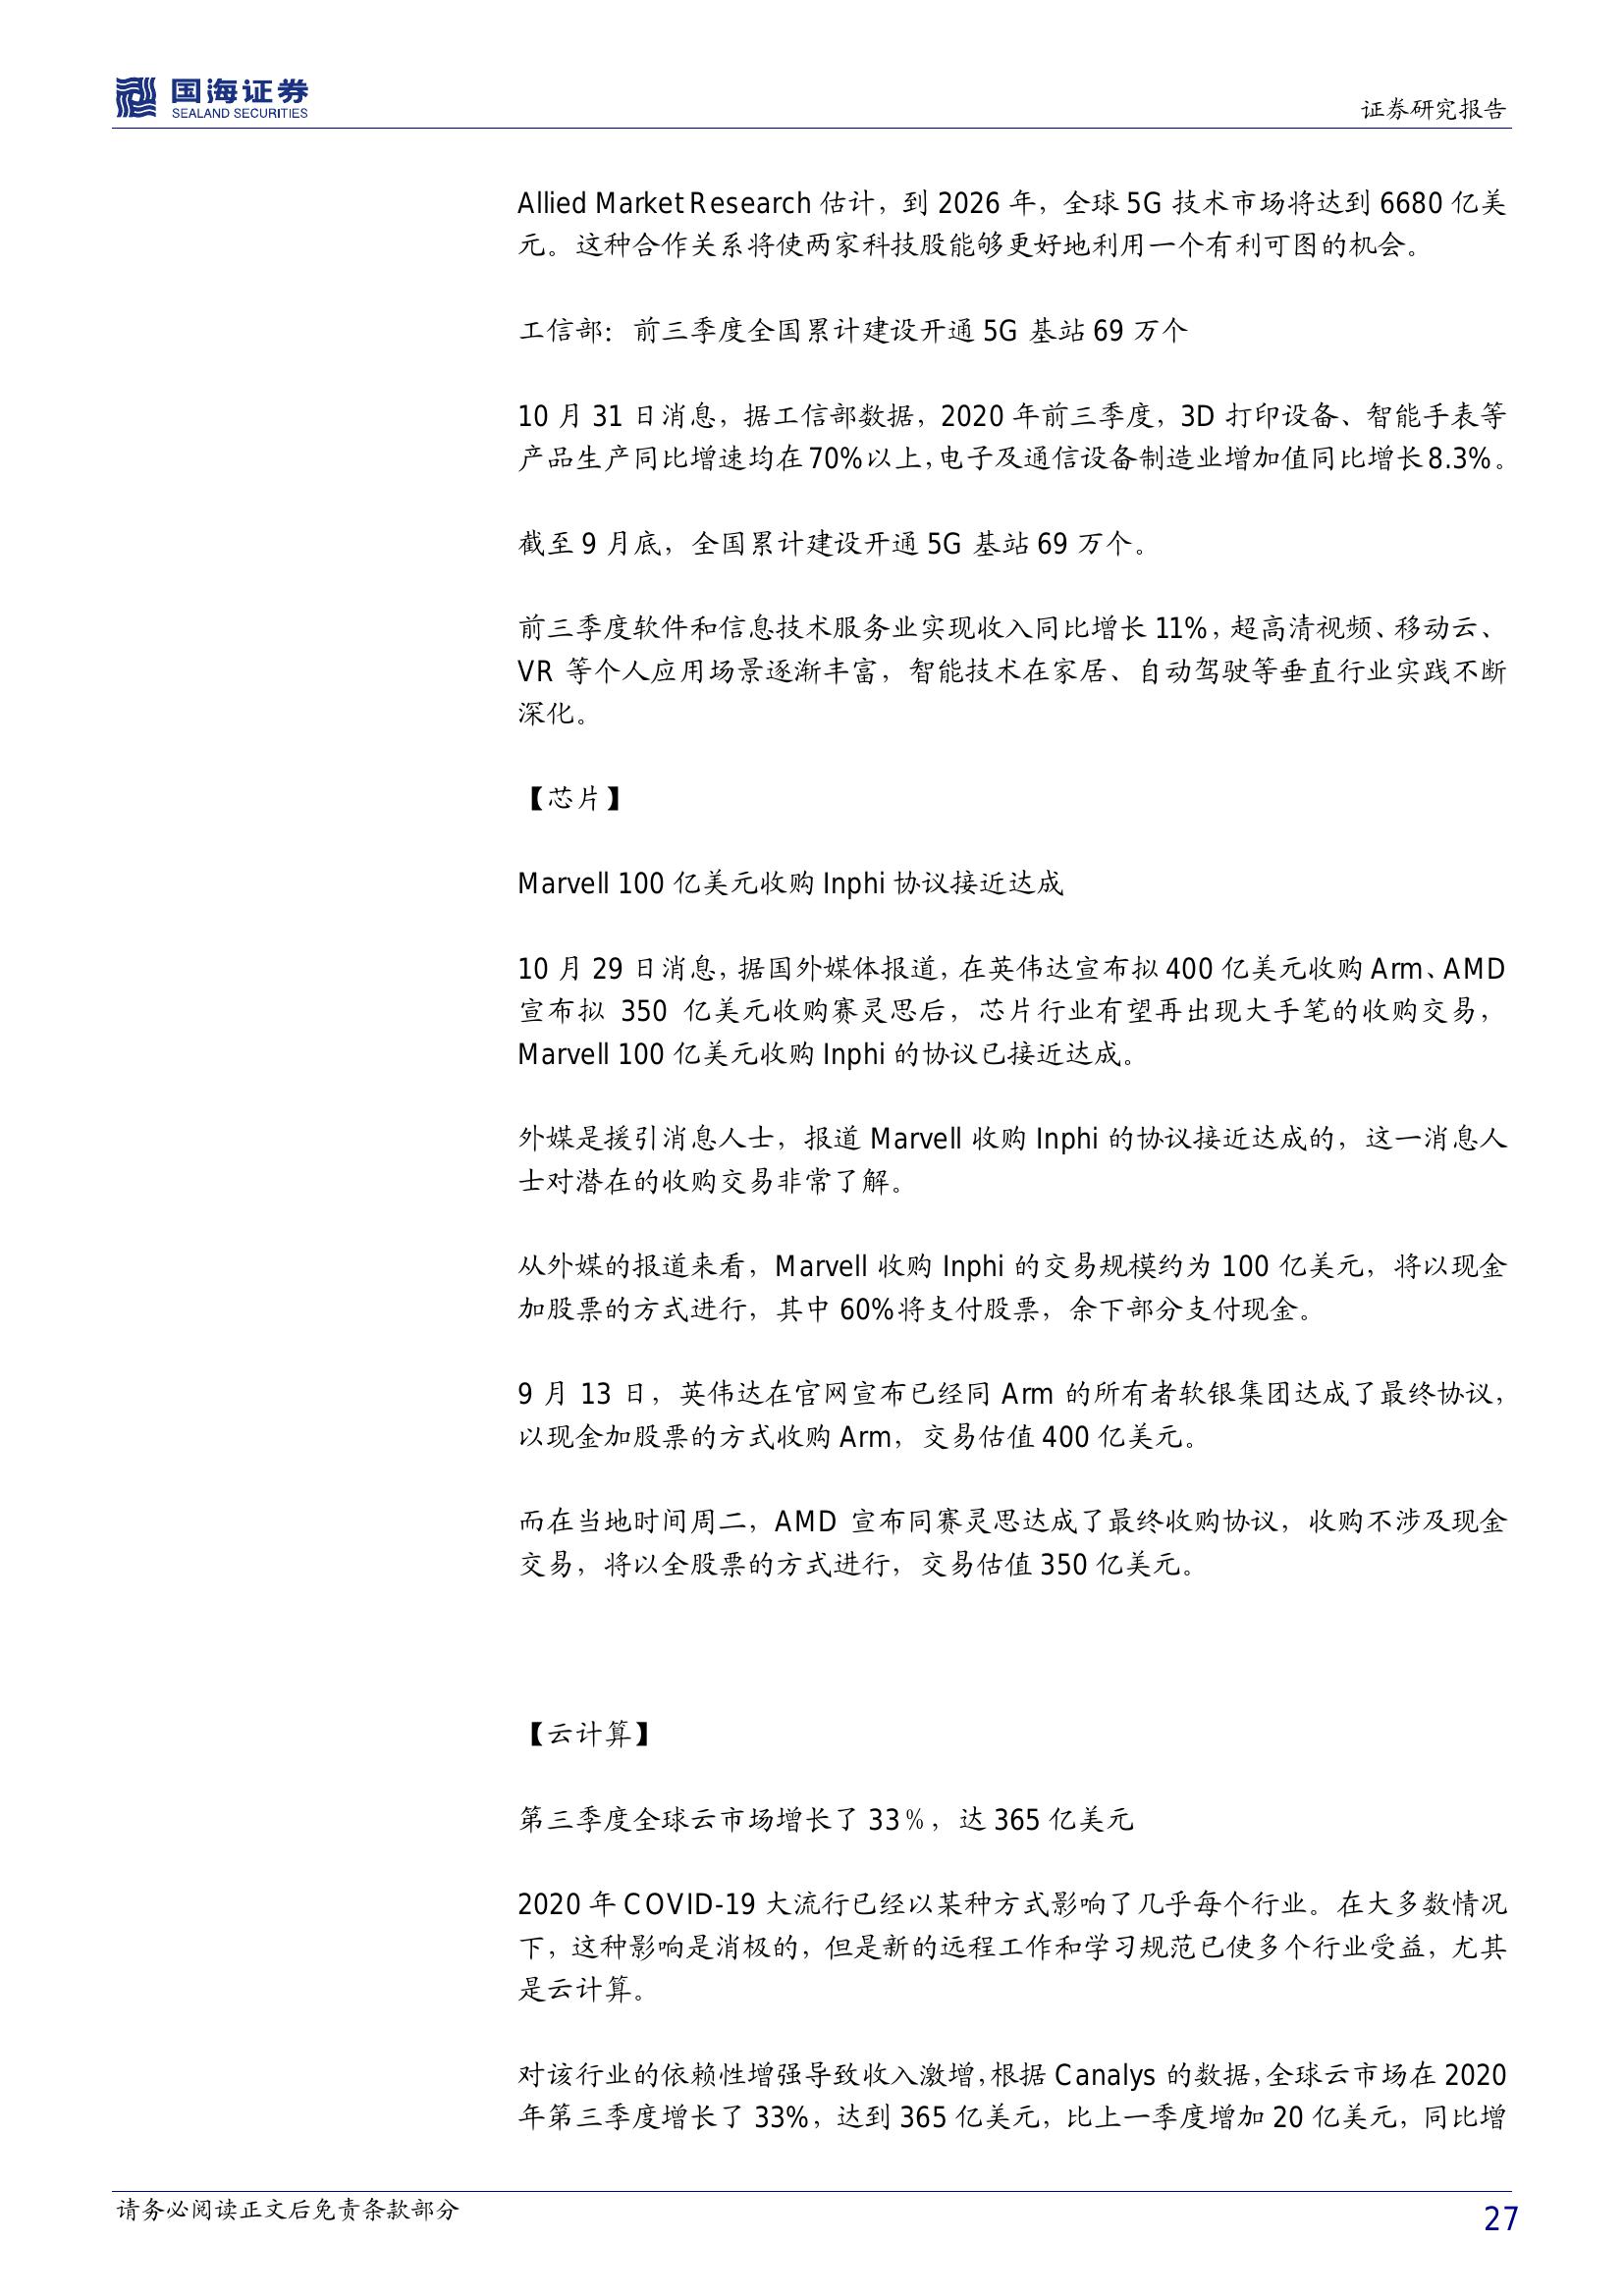 国海证券
SEALAND SECURITIES
证券研究报告
Allied Market Research 估计，到 2026 年，全球 5G 技术市场将达到 6680 亿美
元。这种合作关系将使两家科技股能够更好地利用一个有利可图的机会。
工信部：前三季度全国累计建设开通 5G 基站 69 万个
10 月 31 日消息，据工信部数据，2020 年前三季度，3D 打印设备、智能手表等
产品生产同比增速均在 70%以上，电子及通信设备制造业增加值同比增长 8.3%。
截至 9 月底，全国累计建设开通 5G 基站 69 万个。
前三季度软件和信息技术服务业实现收入同比增长 11%，超高清视频、移动云、
VR 等个人应用场景逐渐丰富，智能技术在家居、自动驾驶等垂直行业实践不断
深化。
【芯片】
Marvell 100 亿美元收购 Inphi 协议接近达成
10 月 29 日消息，据国外媒体报道，在英伟达宣布拟 400 亿美元收购 Arm、AMD
宣布拟 350 亿美元收购赛灵思后，芯片行业有望再出现大手笔的收购交易，
Marvell 100 亿美元收购 Inphi 的协议已接近达成。
外媒是援引消息人士，报道 Marvell 收购 Inphi 的协议接近达成的，这一消息人
士对潜在的收购交易非常了解。
从外媒的报道来看，Marvell 收购 Inphi 的交易规模约为 100 亿美元，将以现金
加股票的方式进行，其中 60%将支付股票，余下部分支付现金。
9 月 13 日，英伟达在官网宣布已经同 Arm 的所有者软银集团达成了最终协议，
以现金加股票的方式收购 Arm，交易估值 400 亿美元。
而在当地时间周二，AMD 宣布同赛灵思达成了最终收购协议，收购不涉及现金
交易，将以全股票的方式进行，交易估值 350 亿美元。
【云计算】
第三季度全球云市场增长了 33％，达 365 亿美元
2020 年 COVID-19 大流行已经以某种方式影响了几乎每个行业。在大多数情况
下，这种影响是消极的，但是新的远程工作和学习规范已使多个行业受益，尤其
是云计算。
对该行业的依赖性增强导致收入激增，根据 Canalys 的数据，全球云市场在 2020
年第三季度增长了 33%，达到 365 亿美元，比上一季度增加 20 亿美元，同比增
请务必阅读正文后免责条款部分
27